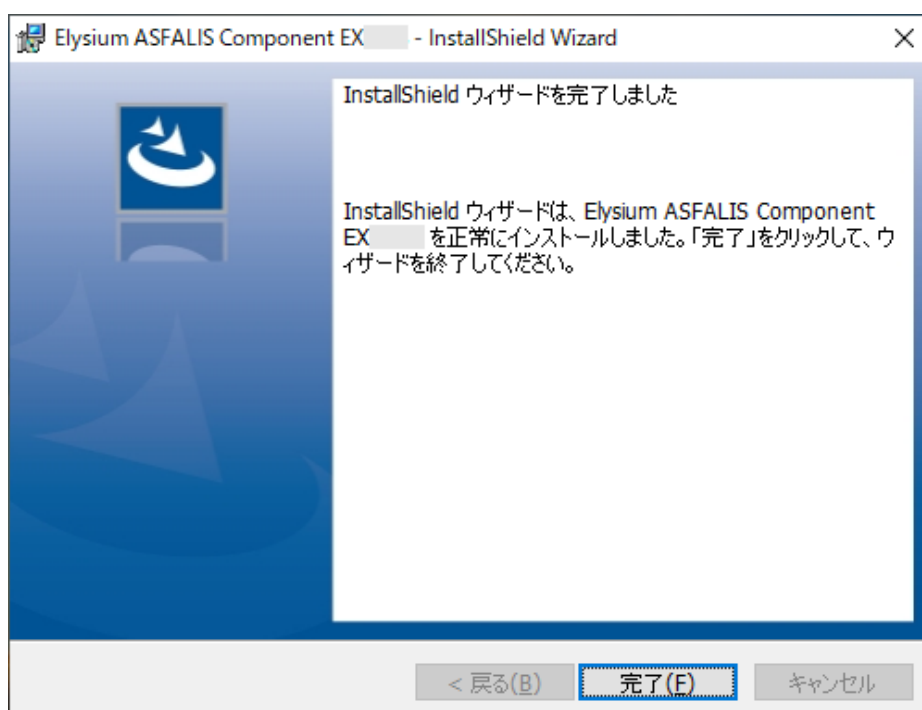 Elysium ASFALIS Component EX - InstallShield Wizard
InstallShield ウィザードを完了しました
InstallShield ウィザードは、Elysium ASFALIS Component
EX を正常にインストールしました。「完了」をクリックして、ウ
ィザードを終了してください。
< 戻る(B)
完了(F)
キャンセル